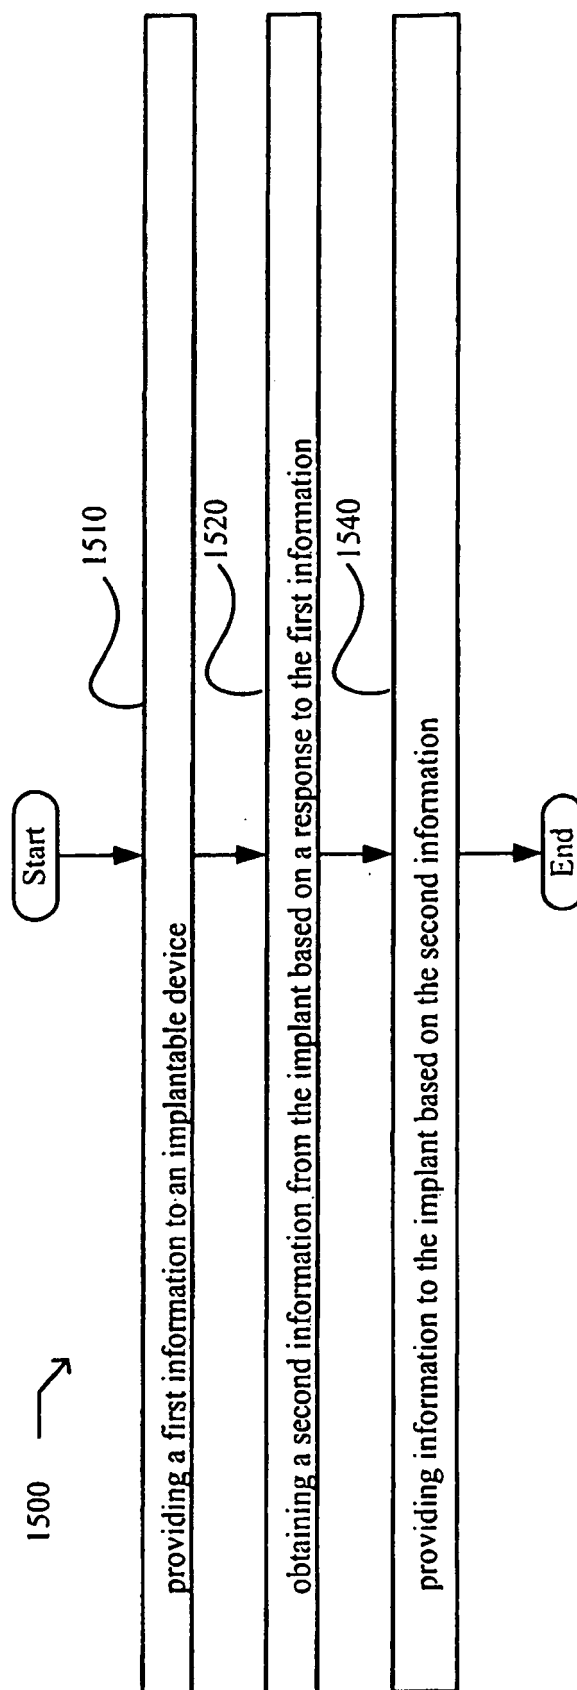 1500
Start
1510
providing a first information to an implantable device
1520
obtaining a second information from the implant based on a response to the first information
1540
providing information to the implant based on the second information
End